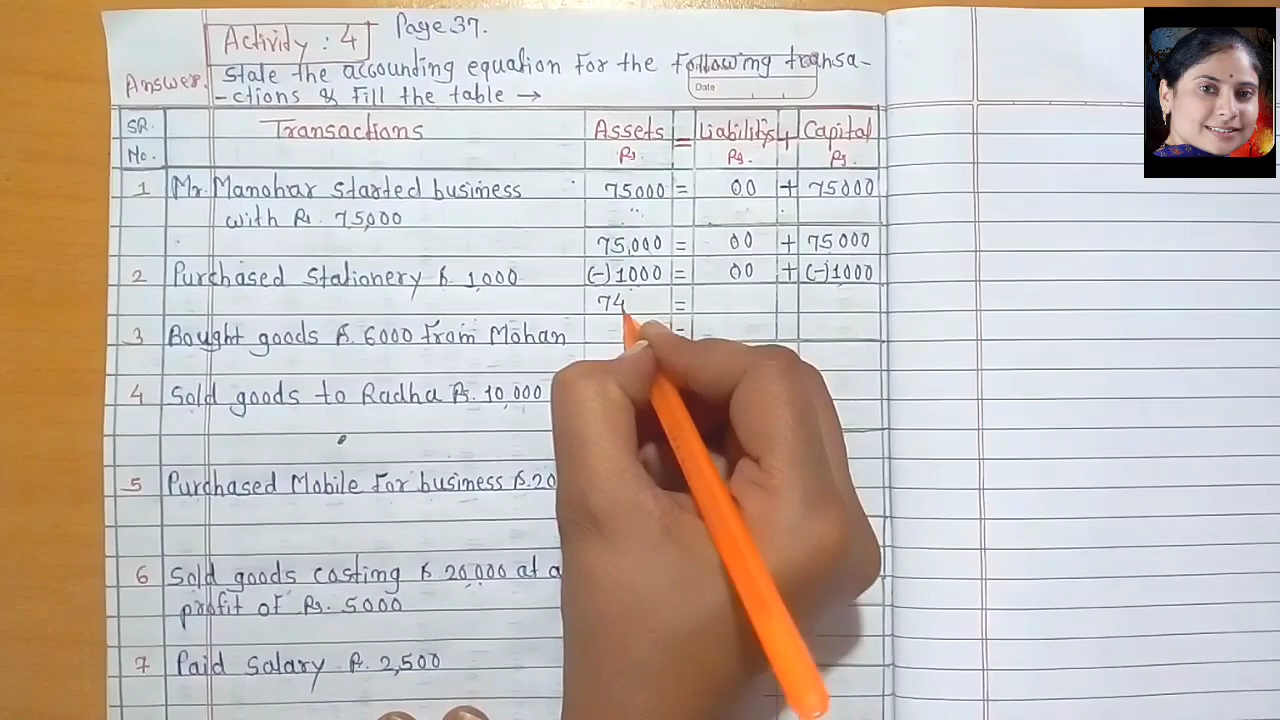 Activity : 4 Page 37.
Answer. State the accounting equation for the following transa-
-ctions & Fill the table →
Date
SR. No. Transactions Assets Rs. = Liabilities Rs. + Capital Rs.
1 Mr. Manohar started business 75000 = 00 + 75000
with Rs. 75,000
75,000 = 00 + 75000
2 Purchased Stationery Rs. 1,000 (-) 1000 = 00 + (-) 1000
74 =
3 Bought goods Rs. 6000 from Mohan =
4 Sold goods to Radha Rs. 10,000
5 Purchased Mobile for business Rs. 20
6 Sold goods costing Rs 20,000 at a
profit of Rs. 5000
7 Paid Salary Rs. 2,500